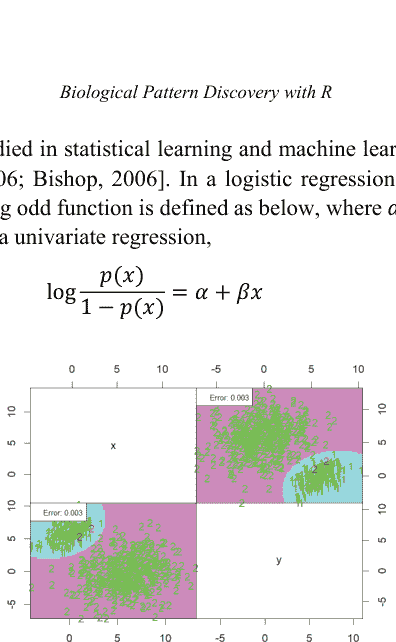 Biological Pattern Discovery with R
died in statistical learning and machine lear
06; Bishop, 2006]. In a logistic regression
g odd function is defined as below, where
a univariate regression,
log p(x) / 1 − p(x) = α + βx
0 5 10 -5 0 5 10
Error: 0.003
10 5 0
x
10 5 0
10 5 0 -5
Error: 0.003
y
10 5 0 -5
0 5 10 -5 0 5 10